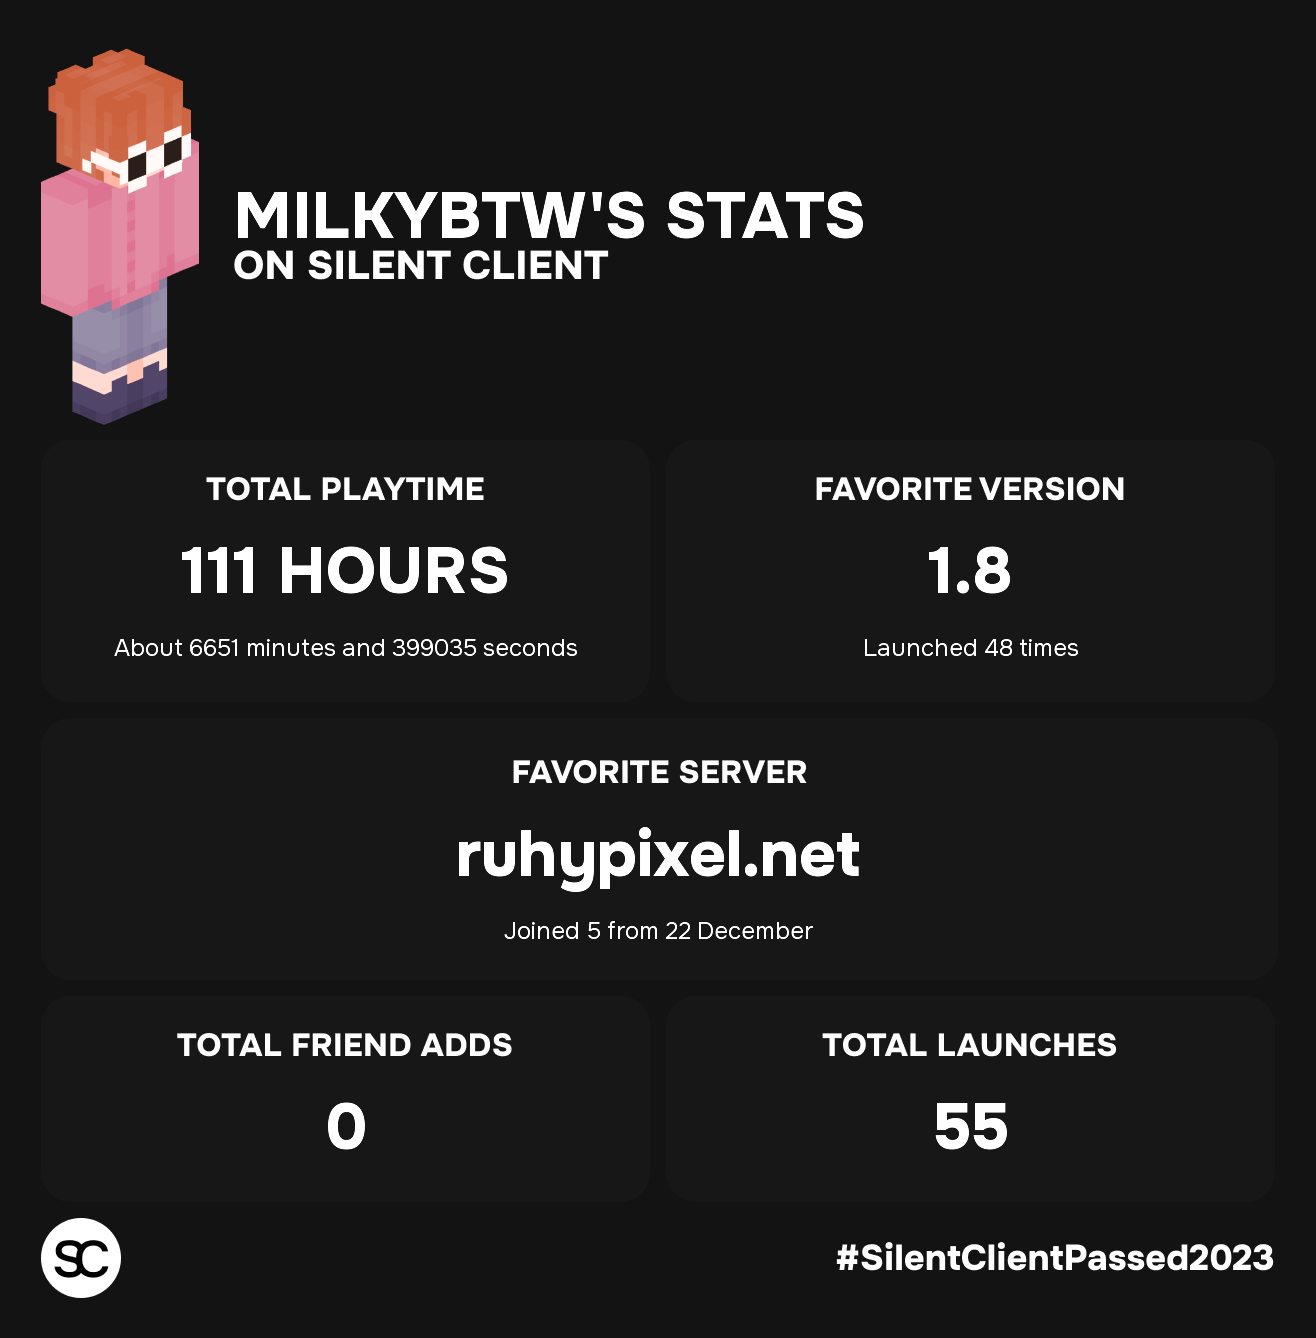 MILKYBTW'S STATS
ON SILENT CLIENT
TOTAL PLAYTIME
111 HOURS
About 6651 minutes and 399035 seconds
FAVORITE VERSION
1.8
Launched 48 times
FAVORITE SERVER
ruhypixel.net
Joined 5 from 22 December
TOTAL FRIEND ADDS
0
TOTAL LAUNCHES
55
SC
#SilentClientPassed2023